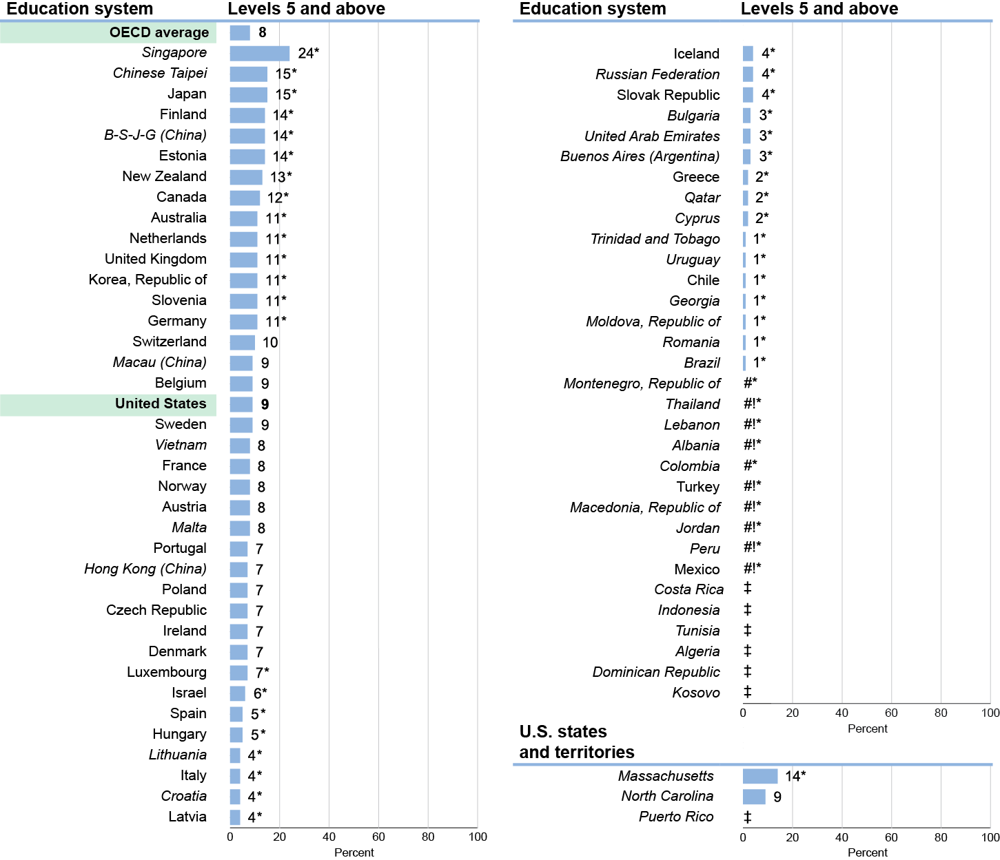 Education system Levels 5 and above
OECD average 8
Singapore 24*
Chinese Taipei 15*
Japan 15*
Finland 14*
B-S-J-G (China) 14*
Estonia 14*
New Zealand 13*
Canada 12*
Australia 11*
Netherlands 11*
United Kingdom 11*
Korea, Republic of 11*
Slovenia 11*
Germany 11*
Switzerland 10
Macau (China) 9
Belgium 9
United States 9
Sweden 9
Vietnam 8
France 8
Norway 8
Austria 8
Malta 8
Portugal 7
Hong Kong (China) 7
Poland 7
Czech Republic 7
Ireland 7
Denmark 7
Luxembourg 7*
Israel 6*
Spain 5*
Hungary 5*
Lithuania 4*
Italy 4*
Croatia 4*
Latvia 4*
0 20 40 60 80 100
Percent
Education system Levels 5 and above
Iceland 4*
Russian Federation 4*
Slovak Republic 4*
Bulgaria 3*
United Arab Emirates 3*
Buenos Aires (Argentina) 3*
Greece 2*
Qatar 2*
Cyprus 2*
Trinidad and Tobago 1*
Uruguay 1*
Chile 1*
Georgia 1*
Moldova, Republic of 1*
Romania 1*
Brazil 1*
Montenegro, Republic of #*
Thailand #!*
Lebanon #!*
Albania #!*
Colombia #*
Turkey #!*
Macedonia, Republic of #!*
Jordan #!*
Peru #!*
Mexico #!*
Costa Rica ‡
Indonesia ‡
Tunisia ‡
Algeria ‡
Dominican Republic ‡
Kosovo ‡
0 20 40 60 80 100
Percent
U.S. states
and territories
Massachusetts 14*
North Carolina 9
Puerto Rico ‡
0 20 40 60 80 100
Percent